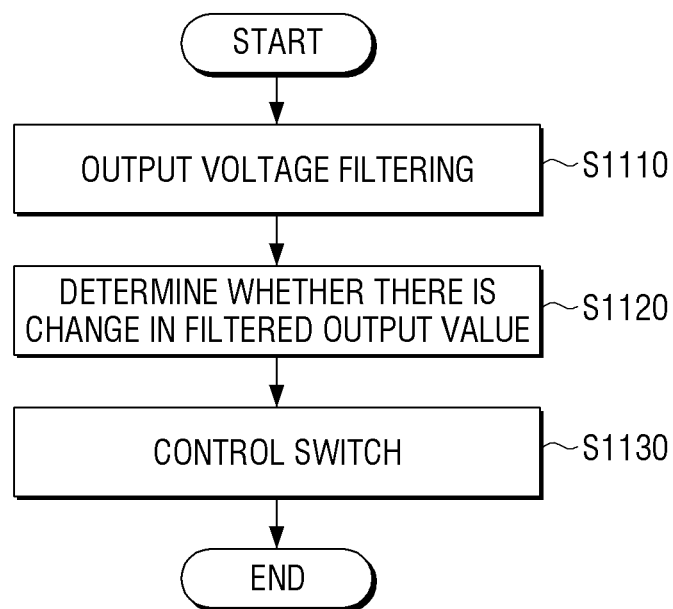 START
OUTPUT VOLTAGE FILTERING
S1110
DETERMINE WHETHER THERE IS
CHANGE IN FILTERED OUTPUT VALUE
S1120
CONTROL SWITCH
S1130
END